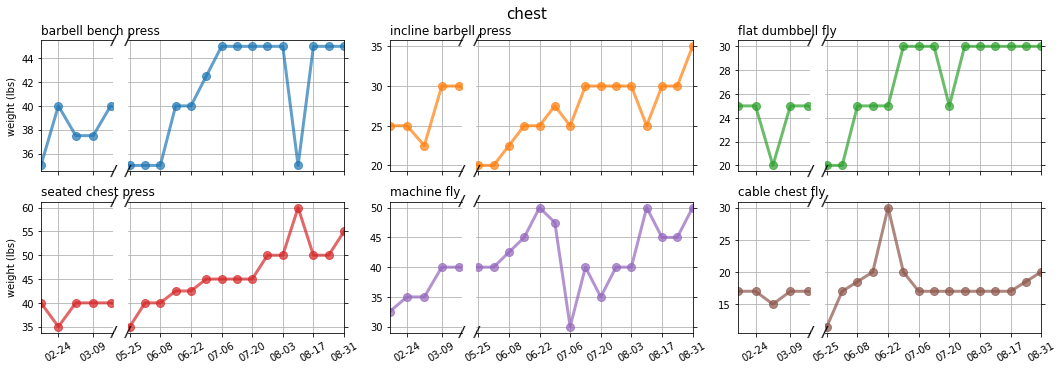 chest
barbell bench press
incline barbell press
flat dumbbell fly
weight (lbs)
44
42
40
38
36
35
30
25
20
30
28
26
24
22
20
seated chest press
machine fly
cable chest fly
weight (lbs)
60
55
50
45
40
35
50
45
40
35
30
30
25
20
15
02-24 03-09 05-25 06-08 06-22 07-06 07-20 08-03 08-17 08-31
02-24 03-09 05-25 06-08 06-22 07-06 07-20 08-03 08-17 08-31
02-24 03-09 05-25 06-08 06-22 07-06 07-20 08-03 08-17 08-31